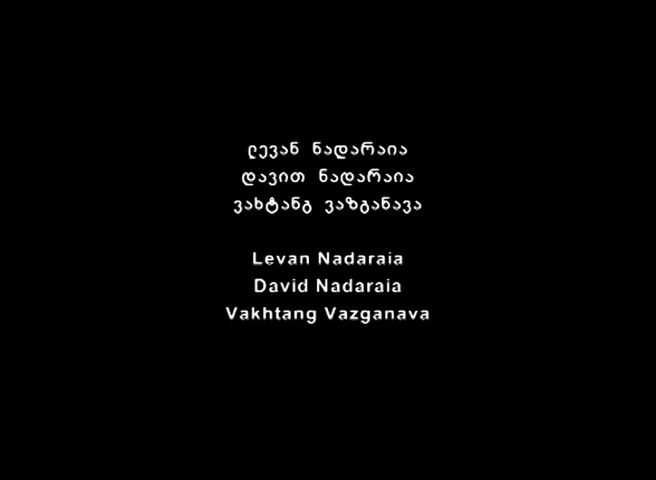 ლევან ნადარაია
დავით ნადარაია
ვახტანგ ვაზგანავა
Levan Nadaraia
David Nadaraia
Vakhtang Vazganava